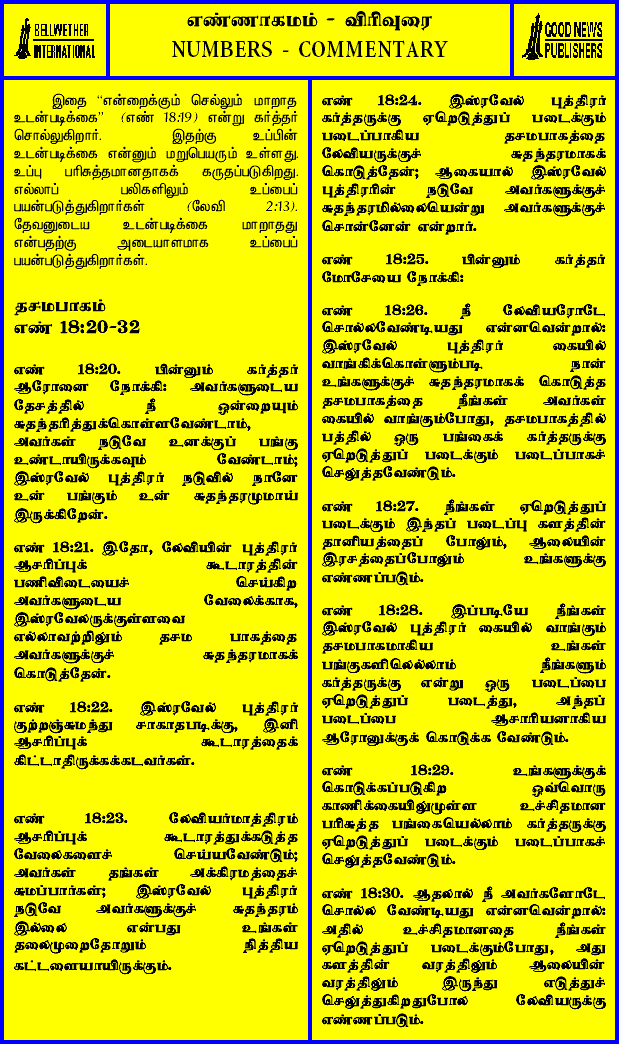 BELLWETHER
INTERNATIONAL
எண்ணாகமம் - விரிவுரை
NUMBERS - COMMENTARY
GOOD NEWS
PUBLISHERS
இதை "என்றைக்கும் செல்லும் மாறாத
உடன்படிக்கை" (எண் 18:19) என்று கர்த்தர்
சொல்லுகிறார். இதற்கு உப்பின்
உடன்படிக்கை என்னும் மறுபெயரும் உள்ளது.
உப்பு பரிசுத்தமானதாகக் கருதப்படுகிறது.
எல்லாப் பலிகளிலும் உப்பைப்
பயன்படுத்துகிறார்கள் (லேவி 2:13).
தேவனுடைய உடன்படிக்கை மாறாதது
என்பதற்கு அடையாளமாக உப்பைப்
பயன்படுத்துகிறார்கள்.
தசமபாகம்
எண் 18:20-32
எண் 18:20. பின்னும் கர்த்தர்
ஆரோனை நோக்கி: அவர்களுடைய
தேசத்தில் நீ ஒன்றையும்
சுதந்தரித்துக்கொள்ளவேண்டாம்,
அவர்கள் நடுவே உனக்குப் பங்கு
உண்டாயிருக்கவும் வேண்டாம்;
இஸ்ரவேல் புத்திரர் நடுவில் நானே
உன் பங்கும் உன் சுதந்தரமுமாய்
இருக்கிறேன்.
எண் 18:21. இதோ, லேவியின் புத்திரர்
ஆசரிப்புக் கூடாரத்தின்
பணிவிடையைச் செய்கிற
அவர்களுடைய வேலைக்காக,
இஸ்ரவேலருக்குள்ளவை
எல்லாவற்றிலும் தசம பாகத்தை
அவர்களுக்குச் சுதந்தரமாகக்
கொடுத்தேன்.
எண் 18:22. இஸ்ரவேல் புத்திரர்
குற்றஞ்சுமந்து சாகாதபடிக்கு, இனி
ஆசரிப்புக் கூடாரத்தைக்
கிட்டாதிருக்கக்கடவர்கள்.
எண் 18:23. லேவியர்மாத்திரம்
ஆசரிப்புக் கூடாரத்துக்கடுத்த
வேலைகளைச் செய்யவேண்டும்;
அவர்கள் தங்கள் அக்கிரமத்தைச்
சுமப்பார்கள்; இஸ்ரவேல் புத்திரர்
நடுவே அவர்களுக்குச் சுதந்தரம்
இல்லை என்பது உங்கள்
தலைமுறைதோறும் நித்திய
கட்டளையாயிருக்கும்.
எண் 18:24. இஸ்ரவேல் புத்திரர்
கர்த்தருக்கு ஏறெடுத்துப் படைக்கும்
படைப்பாகிய தசமபாகத்தை
லேவியருக்குச் சுதந்தரமாகக்
கொடுத்தேன்; ஆகையால் இஸ்ரவேல்
புத்திரரின் நடுவே அவர்களுக்குச்
சுதந்தரமில்லையென்று அவர்களுக்குச்
சொன்னேன் என்றார்.
எண் 18:25. பின்னும் கர்த்தர்
மோசேயை நோக்கி:
எண் 18:26. நீ லேவியரோடே
சொல்லவேண்டியது என்னவென்றால்:
இஸ்ரவேல் புத்திரர் கையில்
வாங்கிக்கொள்ளும்படி நான்
உங்களுக்குச் சுதந்தரமாகக் கொடுத்த
தசமபாகத்தை நீங்கள் அவர்கள்
கையில் வாங்கும்போது, தசமபாகத்தில்
பத்தில் ஒரு பங்கைக் கர்த்தருக்கு
ஏறெடுத்துப் படைக்கும் படைப்பாகச்
செலுத்தவேண்டும்.
எண் 18:27. நீங்கள் ஏறெடுத்துப்
படைக்கும் இந்தப் படைப்பு களத்தின்
தானியத்தைப் போலும், ஆலையின்
இரசத்தைப்போலும் உங்களுக்கு
எண்ணப்படும்.
எண் 18:28. இப்படியே நீங்கள்
இஸ்ரவேல் புத்திரர் கையில் வாங்கும்
தசமபாகமாகிய உங்கள்
பங்குகளிலெல்லாம் நீங்களும்
கர்த்தருக்கு என்று ஒரு படைப்பை
ஏறெடுத்துப் படைத்து, அந்தப்
படைப்பை ஆசாரியனாகிய
ஆரோனுக்குக் கொடுக்க வேண்டும்.
எண் 18:29. உங்களுக்குக்
கொடுக்கப்படுகிற ஒவ்வொரு
காணிக்கையிலுமுள்ள உச்சிதமான
பரிசுத்த பங்கையெல்லாம் கர்த்தருக்கு
ஏறெடுத்துப் படைக்கும் படைப்பாகச்
செலுத்தவேண்டும்.
எண் 18:30. ஆதலால் நீ அவர்களோடே
சொல்ல வேண்டியது என்னவென்றால்:
அதில் உச்சிதமானதை நீங்கள்
ஏறெடுத்துப் படைக்கும்போது, அது
களத்தின் வரத்திலும் ஆலையின்
வரத்திலும் இருந்து எடுத்துச்
செலுத்துகிறதுபோல லேவியருக்கு
எண்ணப்படும்.